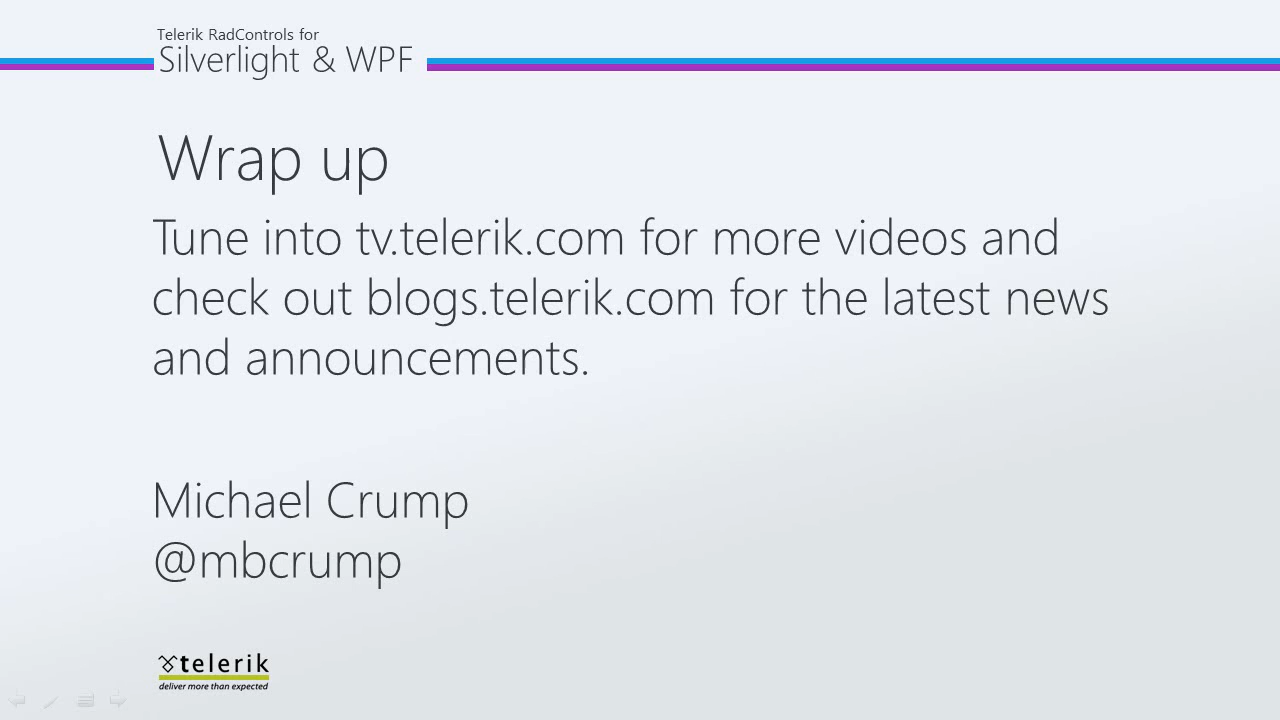 Telerik RadControls for
Silverlight & WPF
Wrap up
Tune into tv.telerik.com for more videos and
check out blogs.telerik.com for the latest news
and announcements.
Michael Crump
@mbcrump
telerik
deliver more than expected